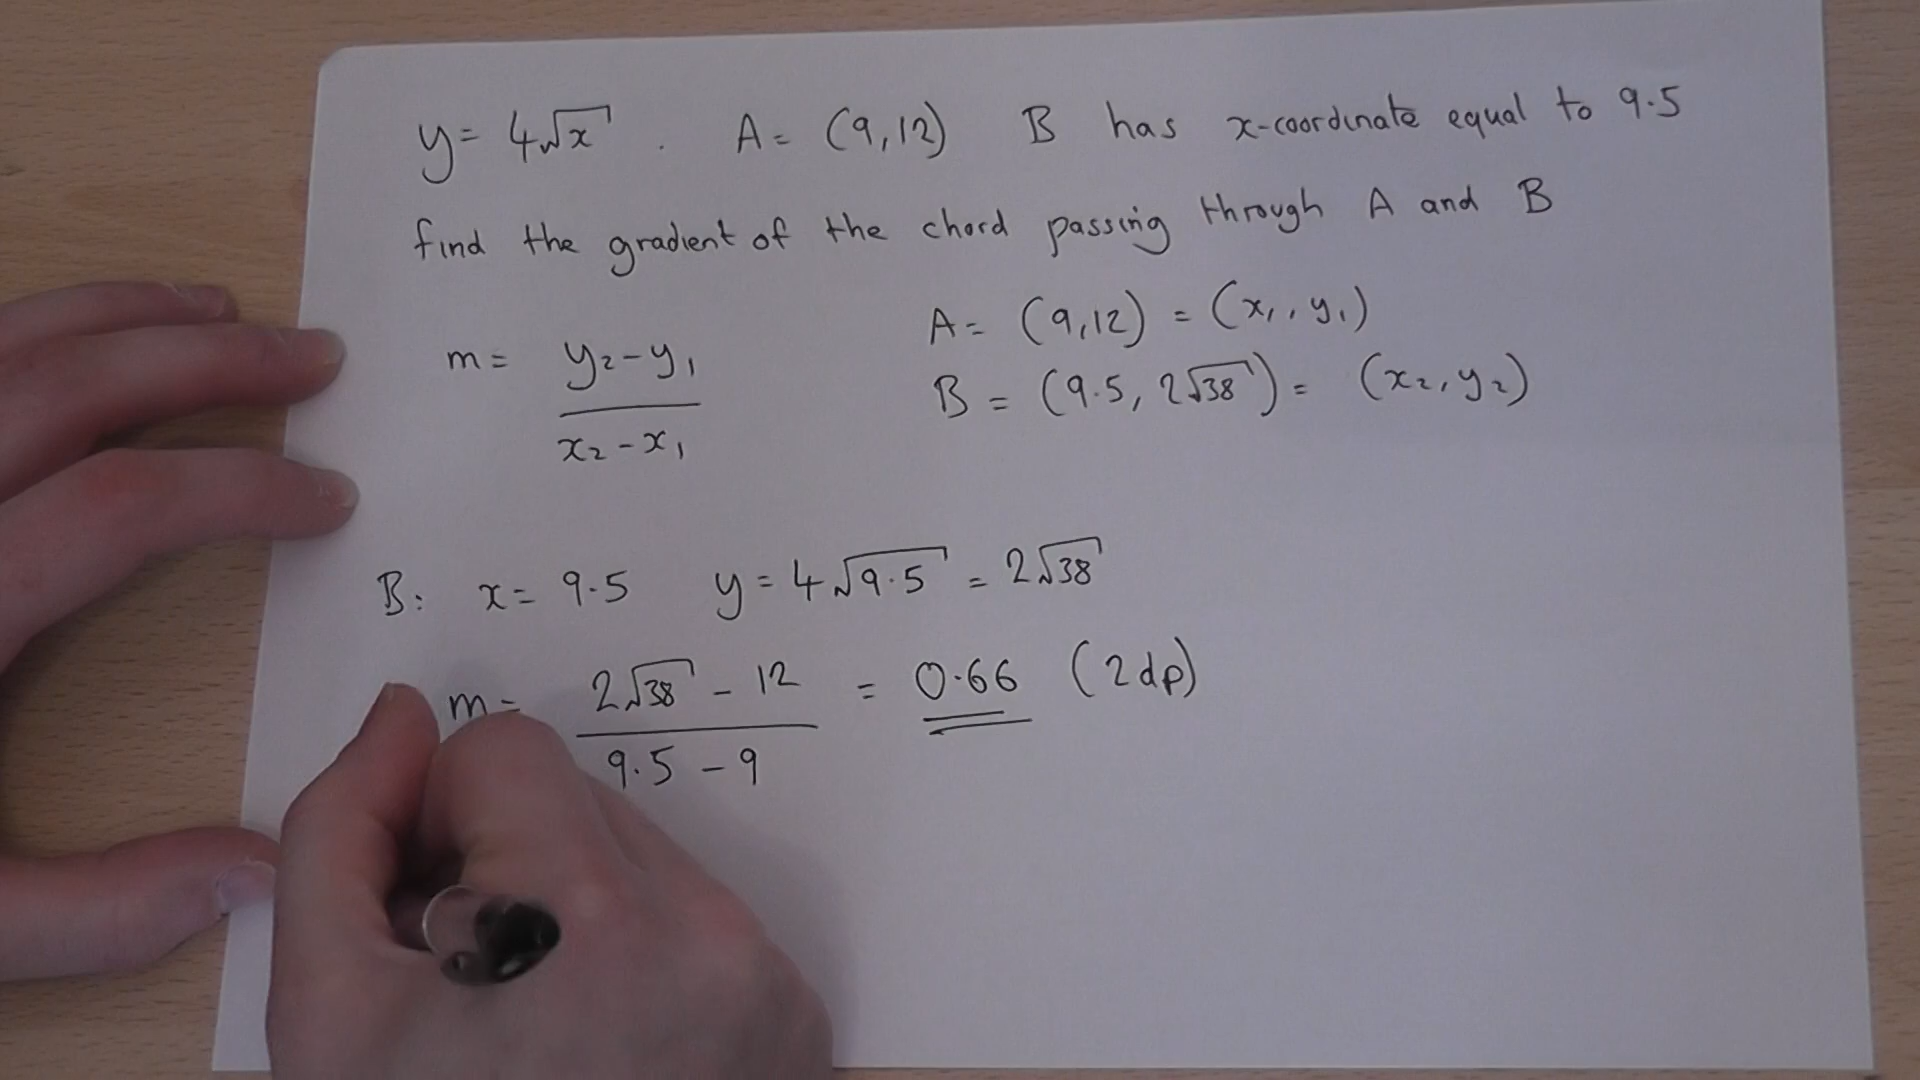 y = 4√x . A = (9,12) B has x-coordinate equal to 9.5
find the gradient of the chord passing through A and B
A = (9,12) = (x₁, y₁)
m = y₂-y₁ / x₂-x₁
B = (9.5, 2√38) = (x₂, y₂)
B: x = 9.5 y = 4√9.5 = 2√38
m = 2√38 - 12 / 9.5 - 9 = 0.66 (2dp)